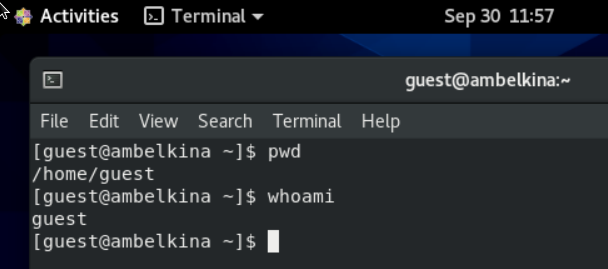 Activities Terminal Sep 30 11:57
guest@ambelkina:~
File Edit View Search Terminal Help
[guest@ambelkina ~]$ pwd
/home/guest
[guest@ambelkina ~]$ whoami
guest
[guest@ambelkina ~]$